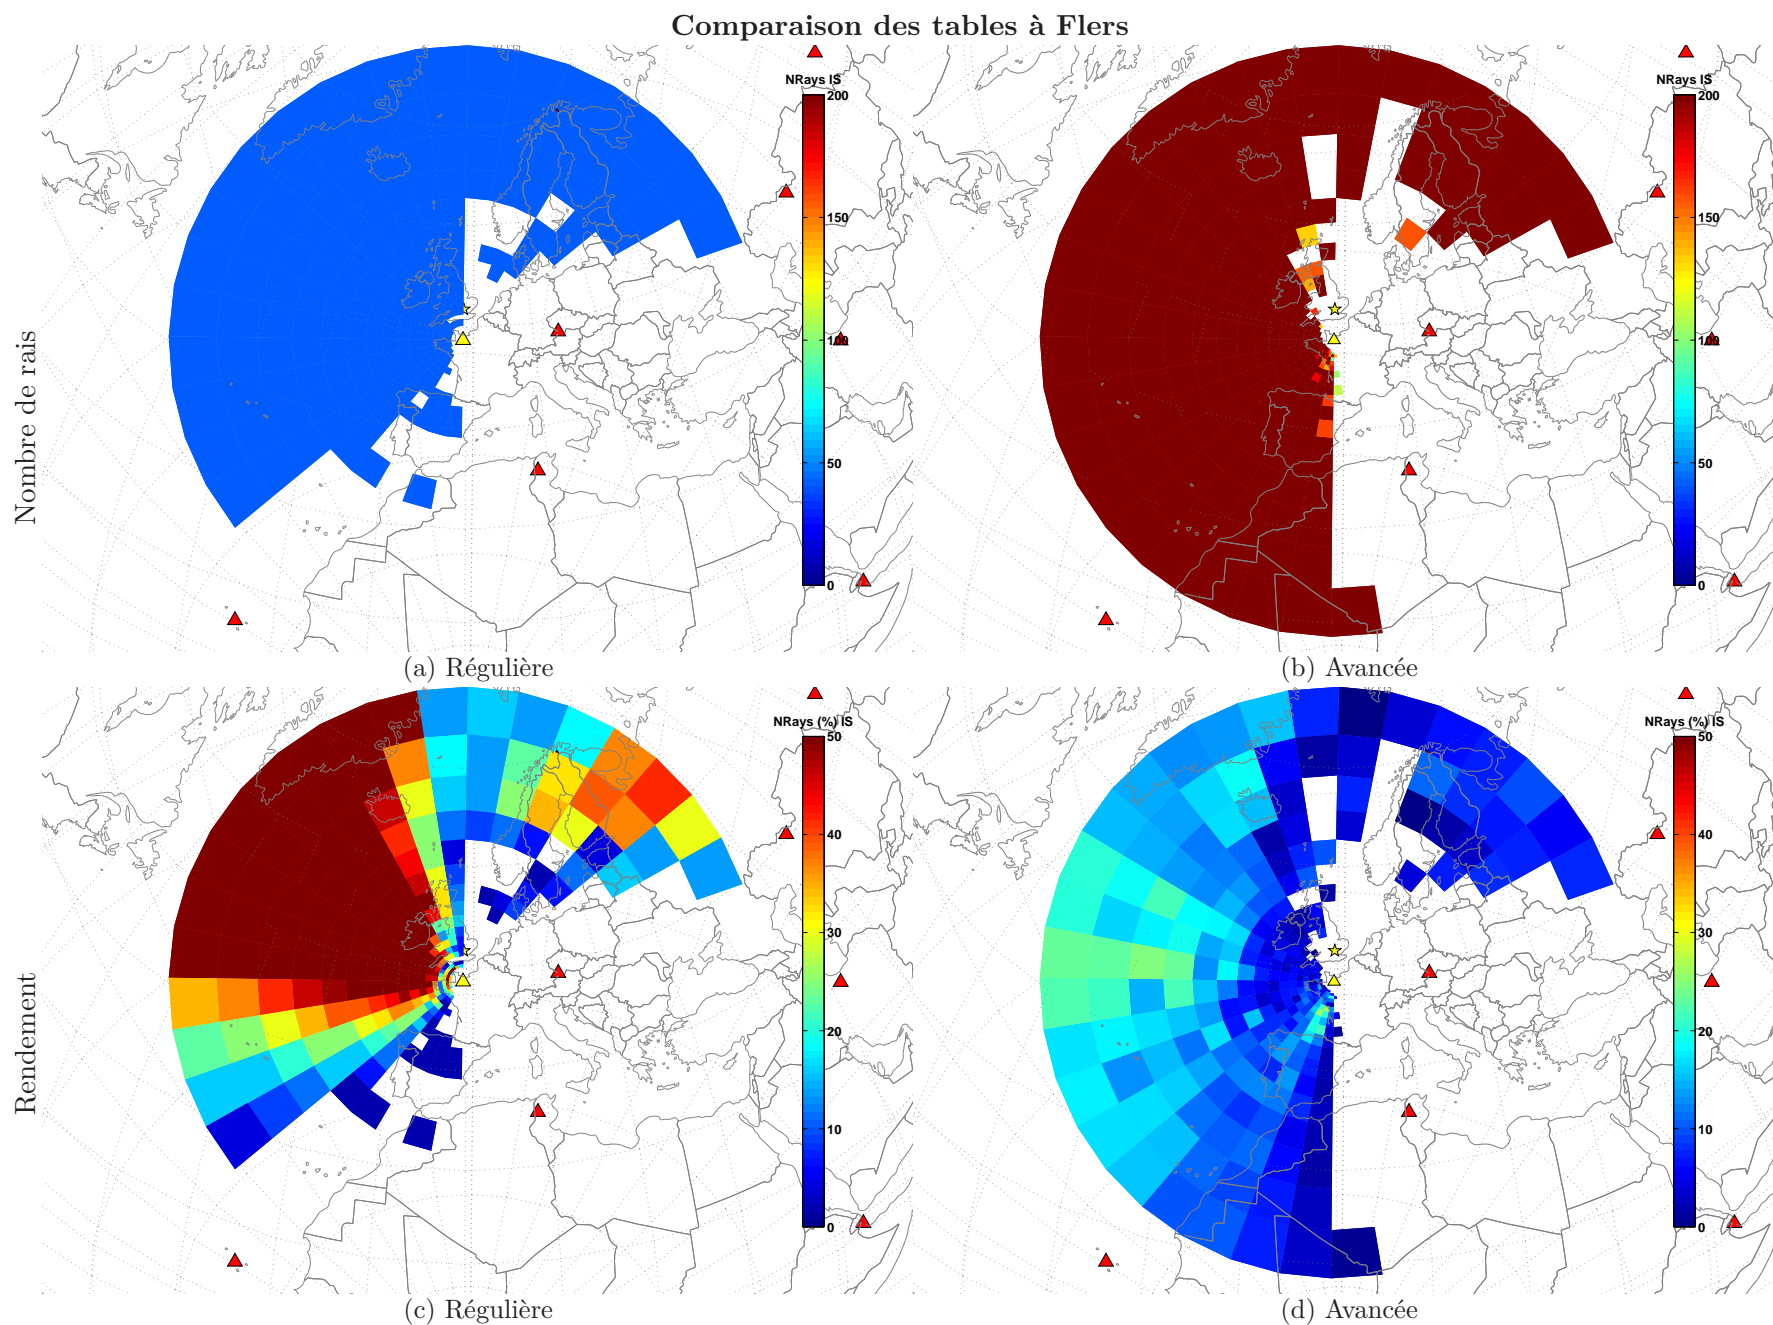 Comparaison des tables à Flers
Nombre de rais
NRays IS
200
150
100
50
0
(a) Régulière
NRays IS
200
150
100
50
0
(b) Avancée
Rendement
NRays (%) IS
50
40
30
20
10
0
(c) Régulière
NRays (%) IS
50
40
30
20
10
0
(d) Avancée